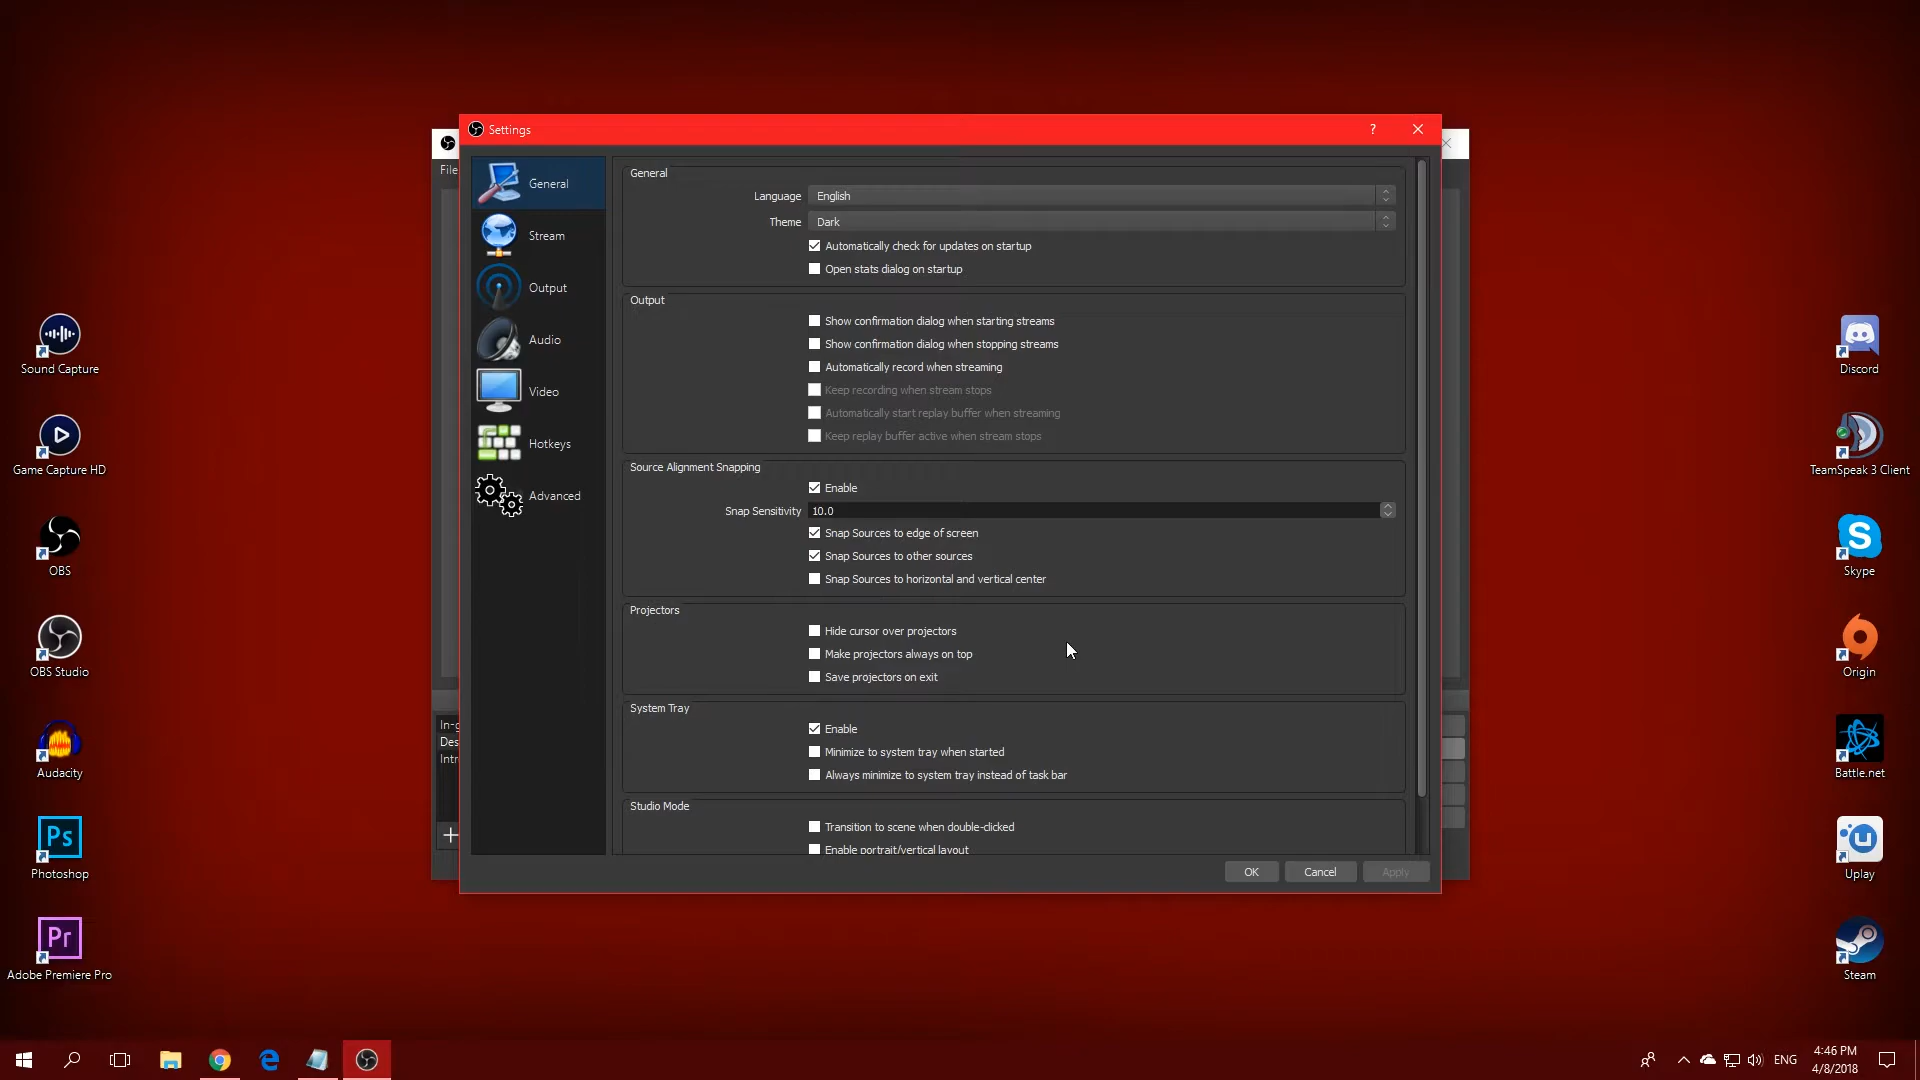 Settings
?
File
General
Stream
Output
Audio
Video
Hotkeys
Advanced
General
Language English
Theme Dark
Automatically check for updates on startup
Open stats dialog on startup
Output
Show confirmation dialog when starting streams
Show confirmation dialog when stopping streams
Automatically record when streaming
Keep recording when stream stops
Automatically start replay buffer when streaming
Keep replay buffer active when stream stops
Source Alignment Snapping
Enable
Snap Sensitivity 10.0
Snap Sources to edge of screen
Snap Sources to other sources
Snap Sources to horizontal and vertical center
Projectors
Hide cursor over projectors
Make projectors always on top
Save projectors on exit
System Tray
Enable
Minimize to system tray when started
Always minimize to system tray instead of task bar
Studio Mode
Transition to scene when double-clicked
Enable portrait/vertical layout
OK
Cancel
Apply
In-g
Des
Intr
Sound Capture
Game Capture HD
OBS
OBS Studio
Audacity
Ps
Photoshop
Pr
Adobe Premiere Pro
Discord
TeamSpeak 3 Client
S
Skype
Origin
Battle.net
u
Uplay
Steam
ENG
4:46 PM
4/8/2018